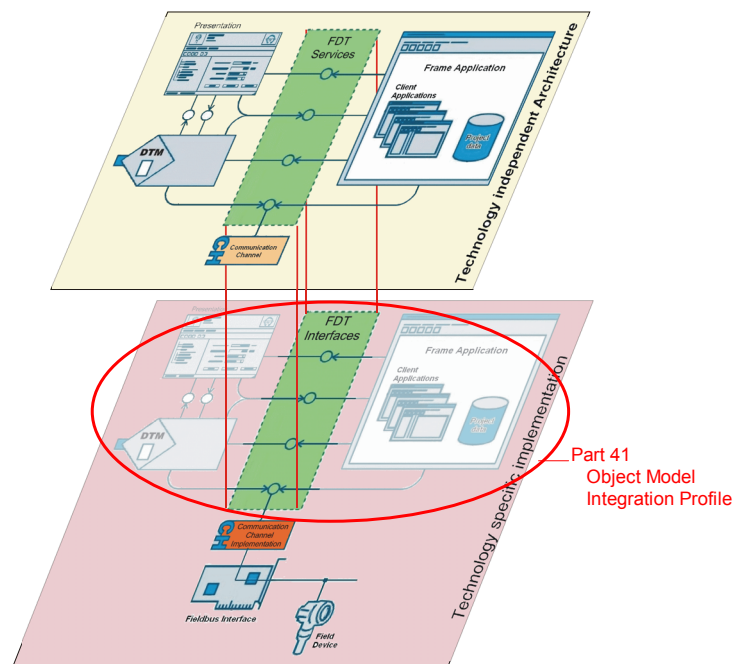 Presentation
FDT
Services
Frame Application
Client
Applications
Project
data
DTM
CH
Communication
Channel
Technology independent Architecture
FDT
Interfaces
Frame Application
Client
Applications
Project
data
DTM
CH
Communication
Channel
Implementation
Fieldbus Interface
Field
Device
Technology specific implementation
Part 41
Object Model
Integration Profile